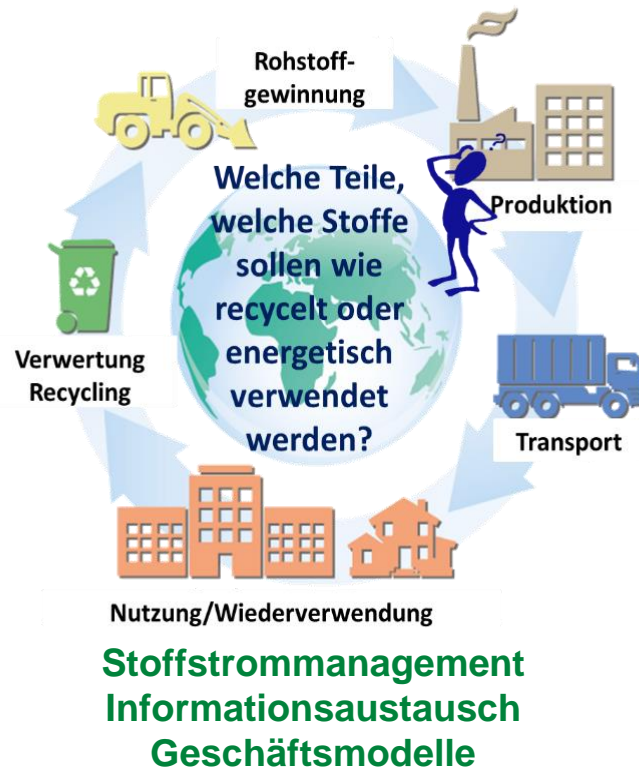 Rohstoff-
gewinnung
?
Welche Teile,
welche Stoffe
sollen wie
recycelt oder
energetisch
verwendet
werden?
Produktion
Verwertung
Recycling
Transport
Nutzung/Wiederverwendung
Stoffstrommanagement
Informationsaustausch
Geschäftsmodelle